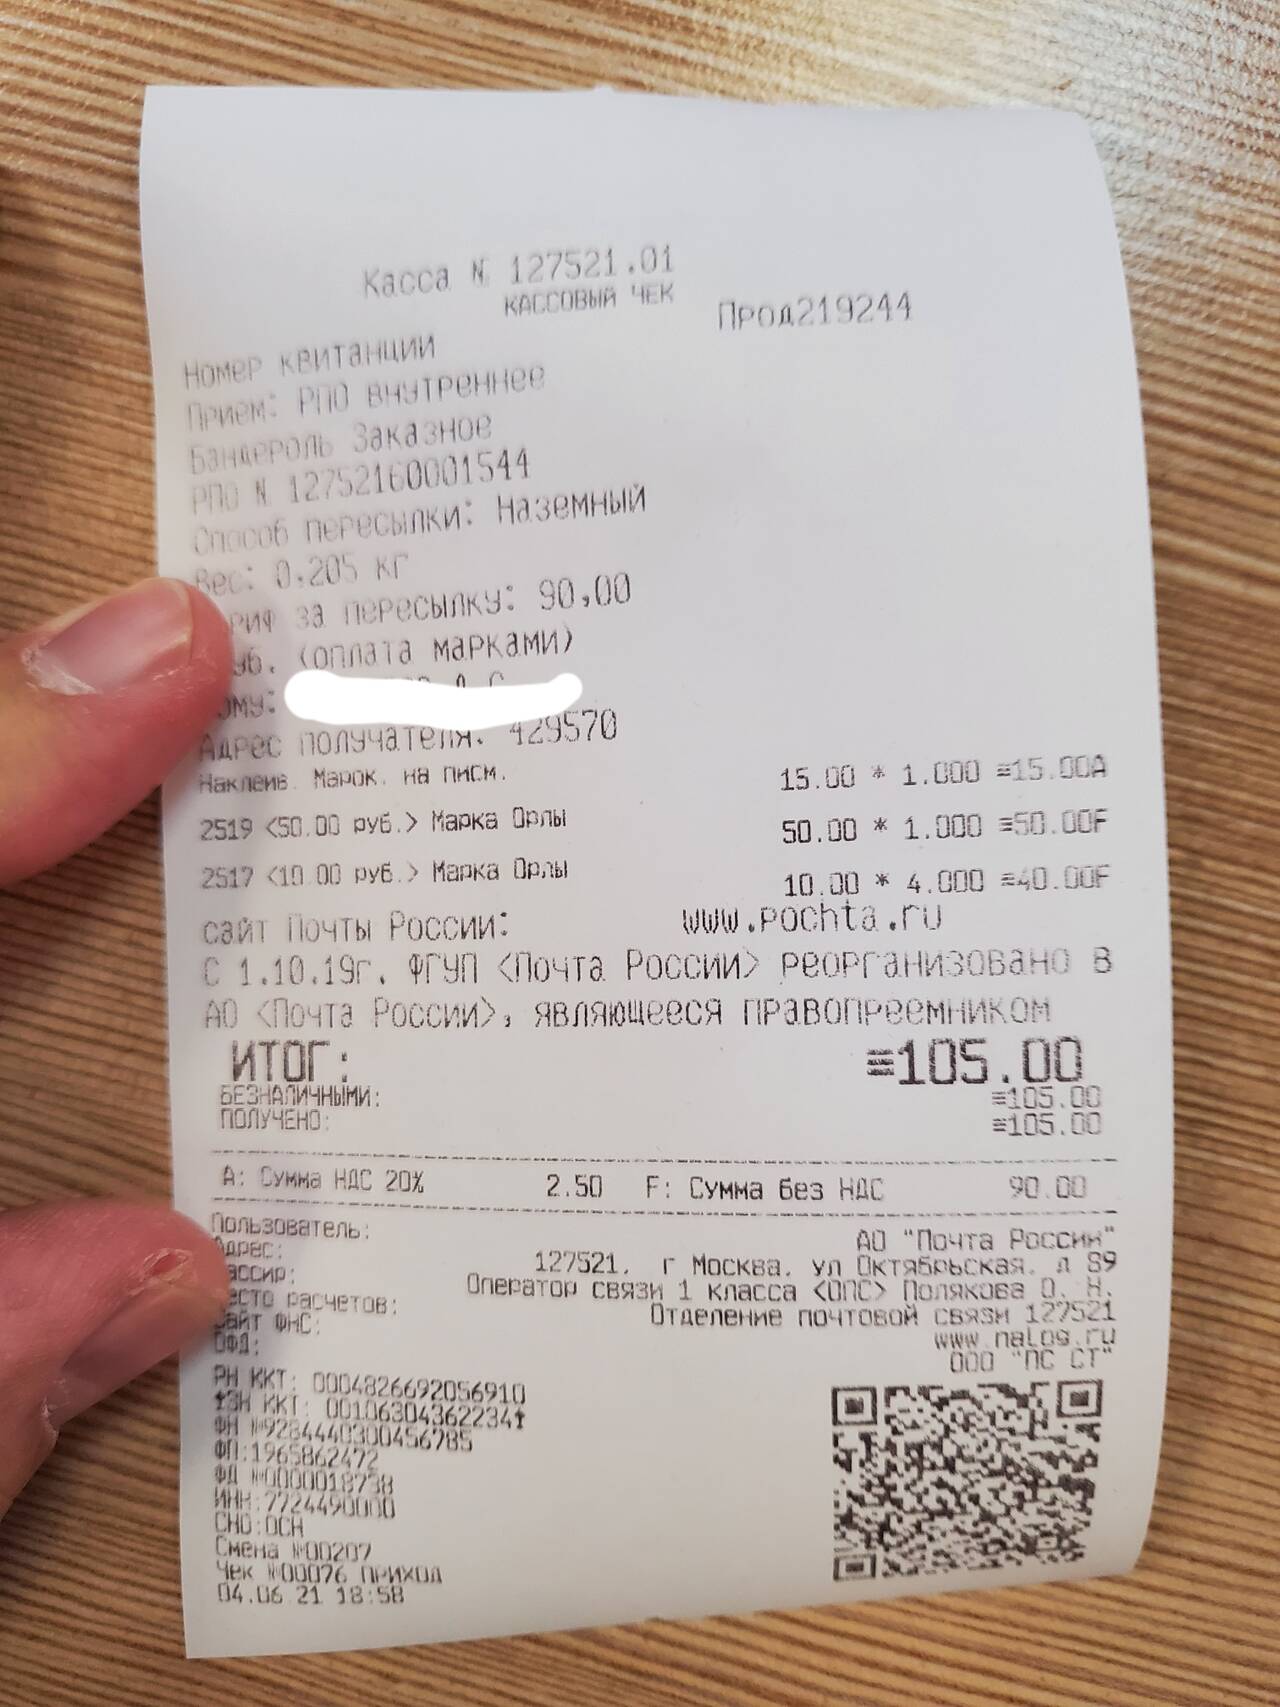 Касса № 127521.01
КАССОВЫЙ ЧЕК
Прод219244
Номер квитанции
Прием: РПО внутреннее
Бандероль Заказное
РПО N 12752160001544
Способ пересылки: Наземный
Вес: 0,205 кг
риф за пересылку: 90,00
уб. (оплата марками)
ому:
Адрес получателя: 429570
Наклеив. Марок. на писм. 15.00 * 1.000 ≡15.00А
2519 <50.00 руб.> Марка Орлы 50.00 * 1.000 ≡50.00F
2517 <10.00 руб.> Марка Орлы 10.00 * 4.000 ≡40.00F
сайт Почты России: www.pochta.ru
С 1.10.19г. ФГУП <Почта России> реорганизовано в
АО <Почта России>, являющееся правопреемником
ИТОГ: ≡105.00
БЕЗНАЛИЧНЫМИ: ≡105.00
ПОЛУЧЕНО: ≡105.00
А: Сумма НДС 20% 2.50 F: Сумма без НДС 90.00
Пользователь: АО "Почта России"
Адрес: 127521, г Москва, ул Октябрьская, д 89
ассир: Оператор связи 1 класса <ОПС> Полякова О. Н.
есто расчетов: Отделение почтовой связи 127521
Сайт ФНС: www.nalog.ru
ОФД: ООО "ПС СТ"
РН ККТ: 0004826692056910
ЗН ККТ: 00106304362234
ФН №9284440300456785
ФП:1965862472
ФД №0000018738
ИНН:7724490000
СНО:ОСН
Смена №00207
Чек №00076 ПРИХОД
04.06.21 18:58